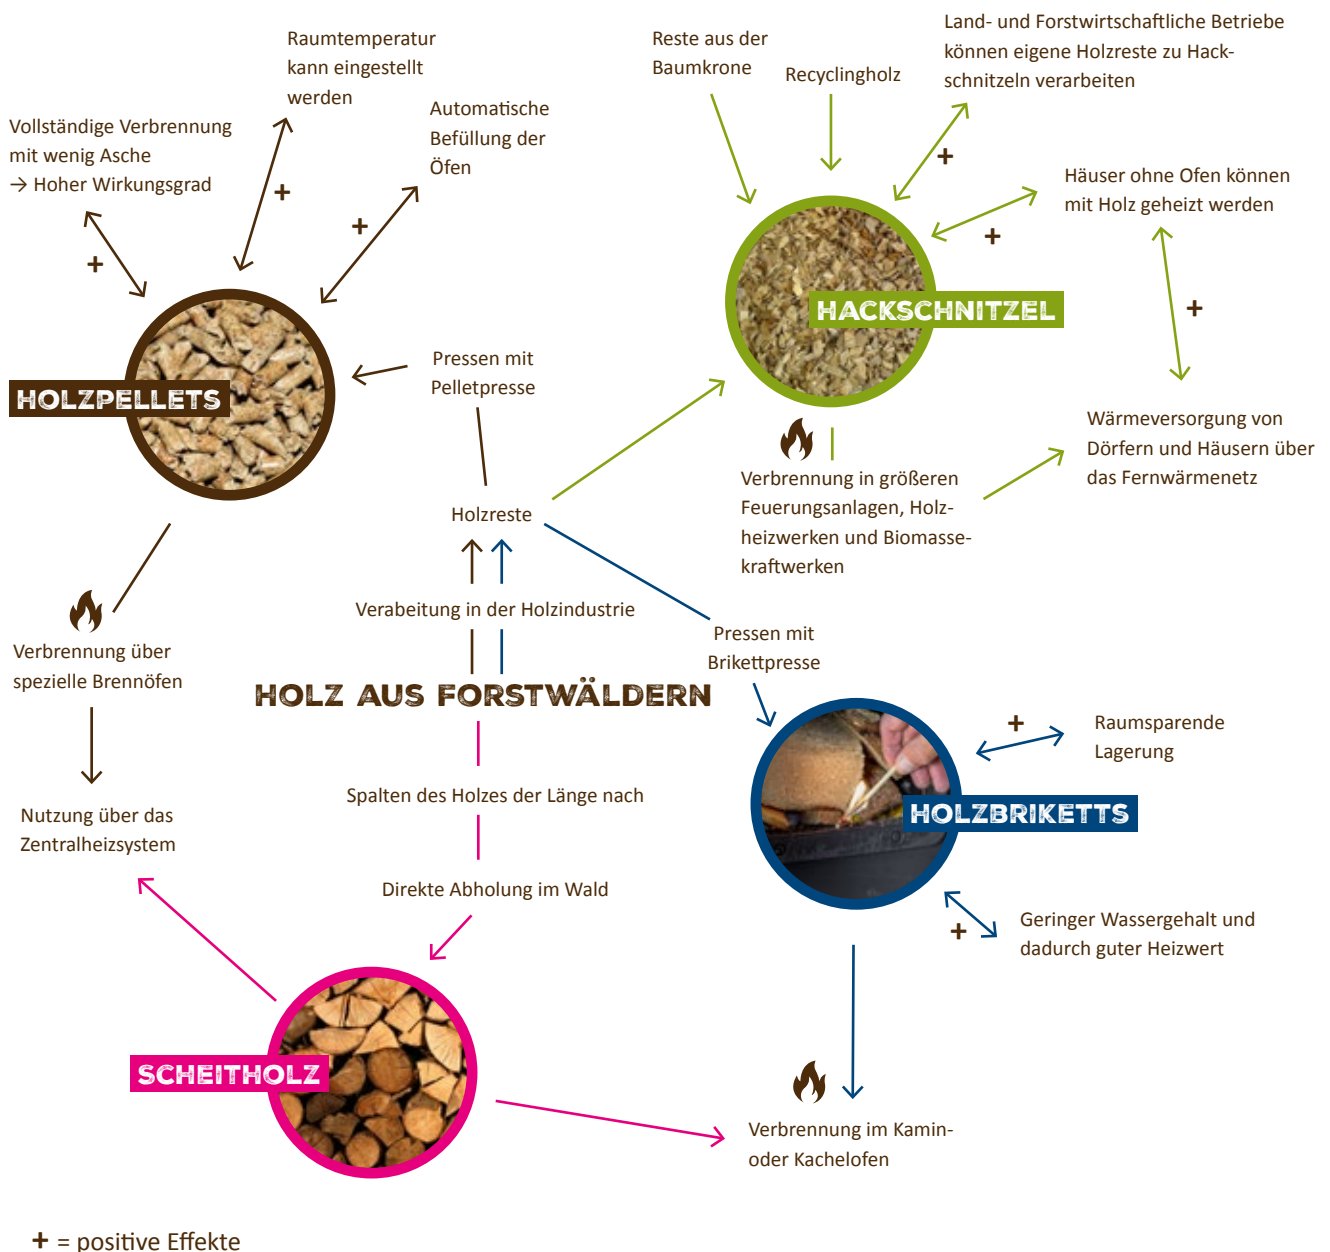 Raumtemperatur
kann eingestellt
werden
Automatische
Befüllung der
Öfen
Vollständige Verbrennung
mit wenig Asche
→ Hoher Wirkungsgrad
+
+
+
HOLZPELLETS
Reste aus der
Baumkrone
Recyclingholz
Land- und Forstwirtschaftliche Betriebe
können eigene Holzreste zu Hack-
schnitzeln verarbeiten
+
Häuser ohne Ofen können
mit Holz geheizt werden
+
+
HACKSCHNITZEL
Pressen mit
Pelletpresse
Wärmeversorgung von
Dörfern und Häusern über
das Fernwärmenetz
Verbrennung in größeren
Feuerungsanlagen, Holz-
heizwerken und Biomasse-
kraftwerken
Holzreste
Verabeitung in der Holzindustrie
Pressen mit
Brikettpresse
Verbrennung über
spezielle Brennöfen
HOLZ AUS FORSTWÄLDERN
+
Raumsparende
Lagerung
Spalten des Holzes der Länge nach
HOLZBRIKETTS
Nutzung über das
Zentralheizsystem
Direkte Abholung im Wald
+
Geringer Wassergehalt und
dadurch guter Heizwert
SCHEITHOLZ
Verbrennung im Kamin-
oder Kachelofen
+ = positive Effekte